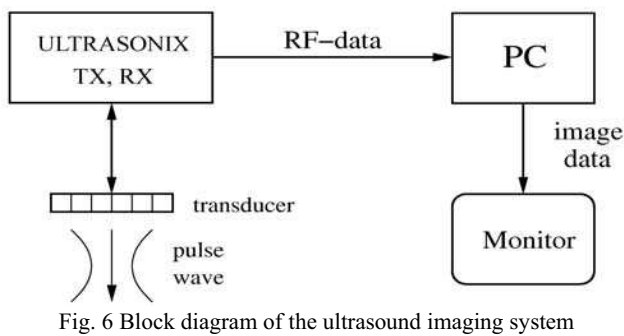 ULTRASONIX
TX, RX
RF-data
PC
image
data
transducer
pulse
wave
Monitor
Fig. 6 Block diagram of the ultrasound imaging system